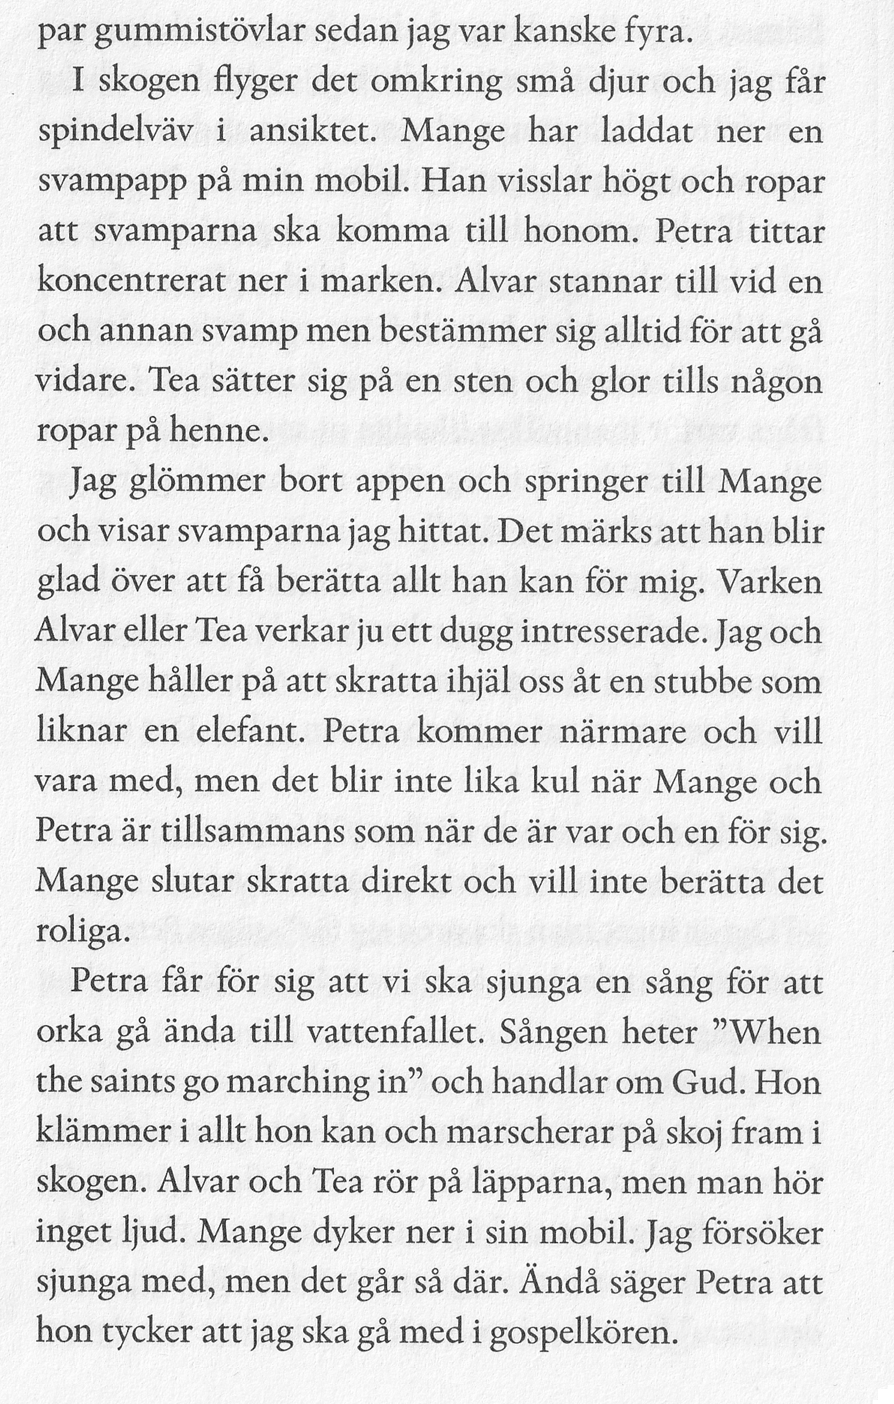 par gummistövlar sedan jag var kanske fyra.
I skogen flyger det omkring små djur och jag får
spindelväv i ansiktet. Mange har laddat ner en
svampapp på min mobil. Han visslar högt och ropar
att svamparna ska komma till honom. Petra tittar
koncentrerat ner i marken. Alvar stannar till vid en
och annan svamp men bestämmer sig alltid för att gå
vidare. Tea sätter sig på en sten och glor tills någon
ropar på henne.
Jag glömmer bort appen och springer till Mange
och visar svamparna jag hittat. Det märks att han blir
glad över att få berätta allt han kan för mig. Varken
Alvar eller Tea verkar ju ett dugg intresserade. Jag och
Mange håller på att skratta ihjäl oss åt en stubbe som
liknar en elefant. Petra kommer närmare och vill
vara med, men det blir inte lika kul när Mange och
Petra är tillsammans som när de är var och en för sig.
Mange slutar skratta direkt och vill inte berätta det
roliga.
Petra får för sig att vi ska sjunga en sång för att
orka gå ända till vattenfallet. Sången heter ”When
the saints go marching in” och handlar om Gud. Hon
klämmer i allt hon kan och marscherar på skoj fram i
skogen. Alvar och Tea rör på läpparna, men man hör
inget ljud. Mange dyker ner i sin mobil. Jag försöker
sjunga med, men det går så där. Ändå säger Petra att
hon tycker att jag ska gå med i gospelkören.